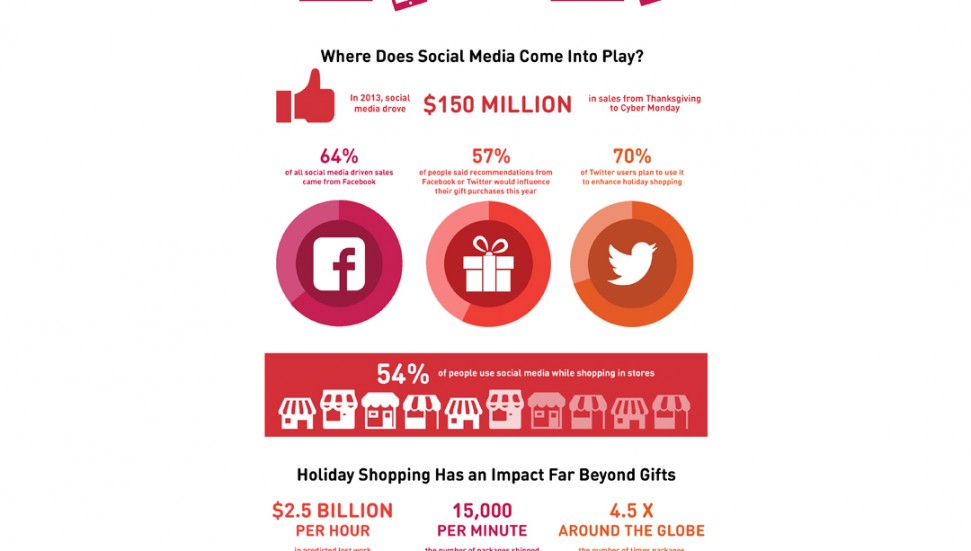 Where Does Social Media Come Into Play?
In 2013, social
media drove
$150 MILLION
in sales from Thanksgiving
to Cyber Monday
64%
of all social media driven sales
came from Facebook
57%
of people said recommendations from
Facebook or Twitter would influence
their gift purchases this year
70%
of Twitter users plan to use it
to enhance holiday shopping
54% of people use social media while shopping in stores
Holiday Shopping Has an Impact Far Beyond Gifts
$2.5 BILLION
PER HOUR
in predicted lost work
15,000
PER MINUTE
the number of packages shipped
4.5 X
AROUND THE GLOBE
the number of times packages